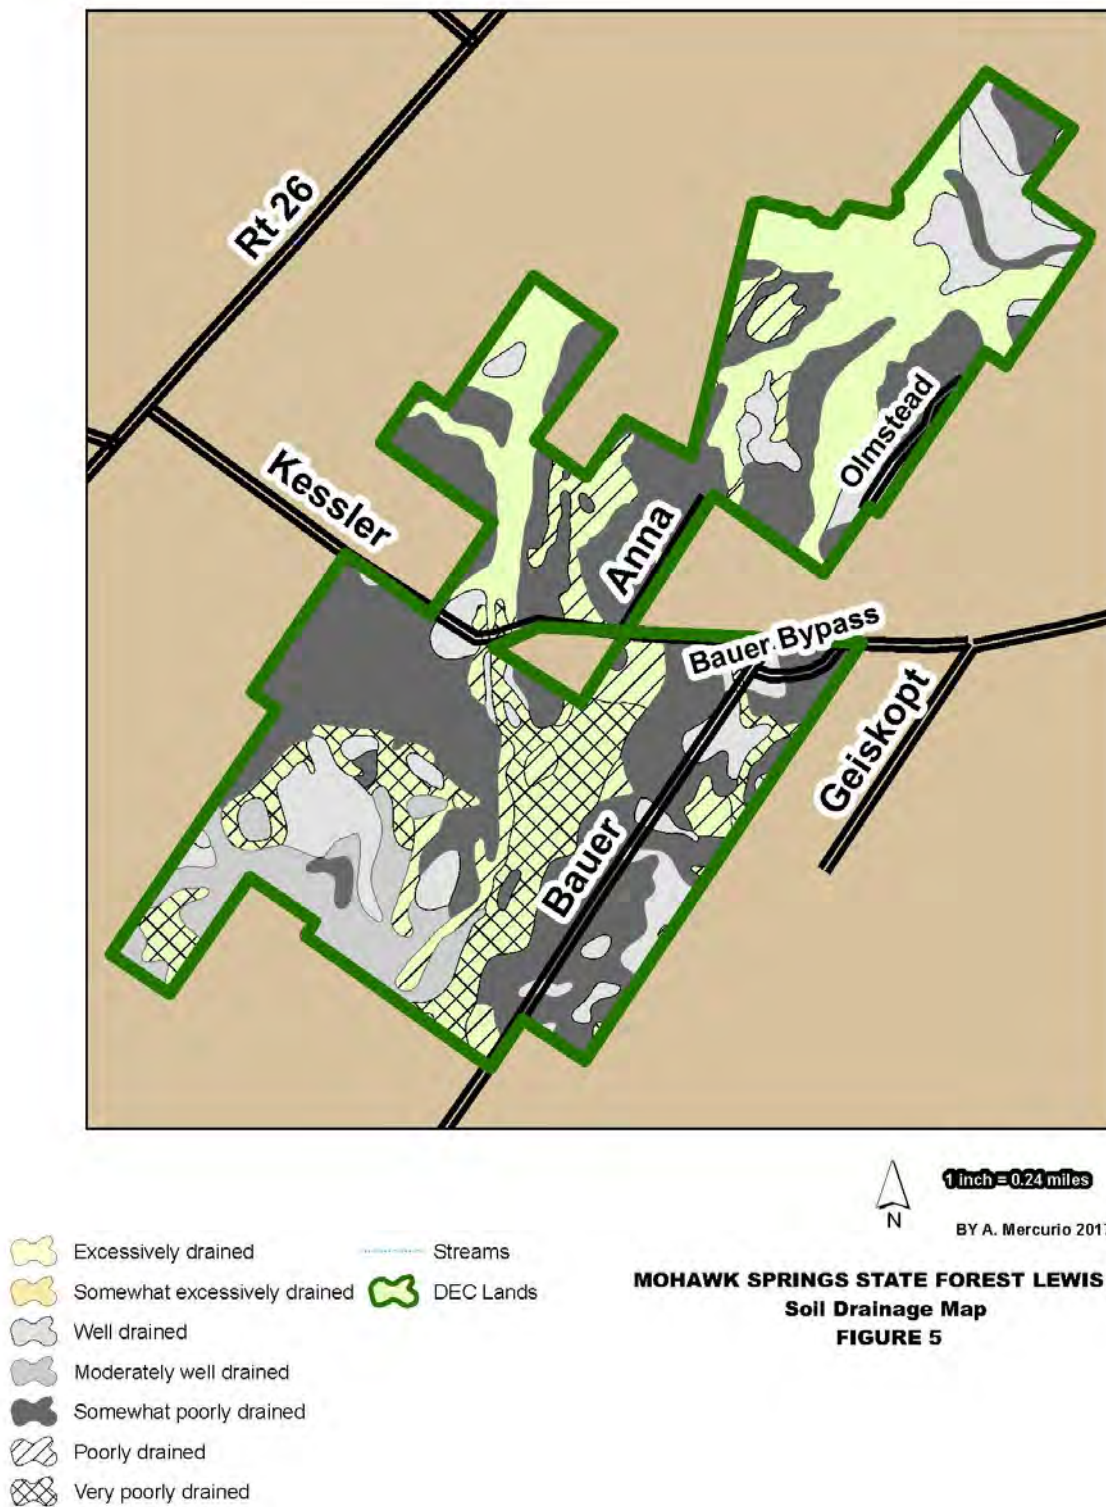 Rt 26
Kessler
Anna
Olmstead
Bauer Bypass
Geiskopt
Bauer
N
1 inch = 0.24 miles
BY A. Mercurio 2017
Excessively drained
Somewhat excessively drained
Well drained
Moderately well drained
Somewhat poorly drained
Poorly drained
Very poorly drained
Streams
DEC Lands
MOHAWK SPRINGS STATE FOREST LEWIS
Soil Drainage Map
FIGURE 5